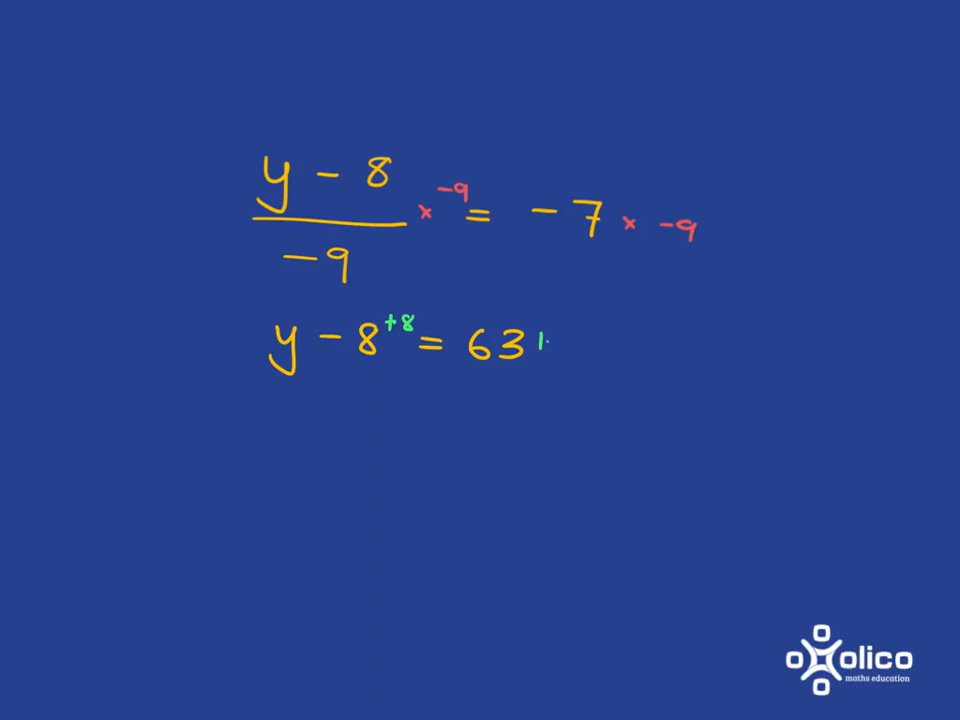 y - 8
× -9 = - 7 × -9
- 9
y - 8 +8 = 63
olico
maths education